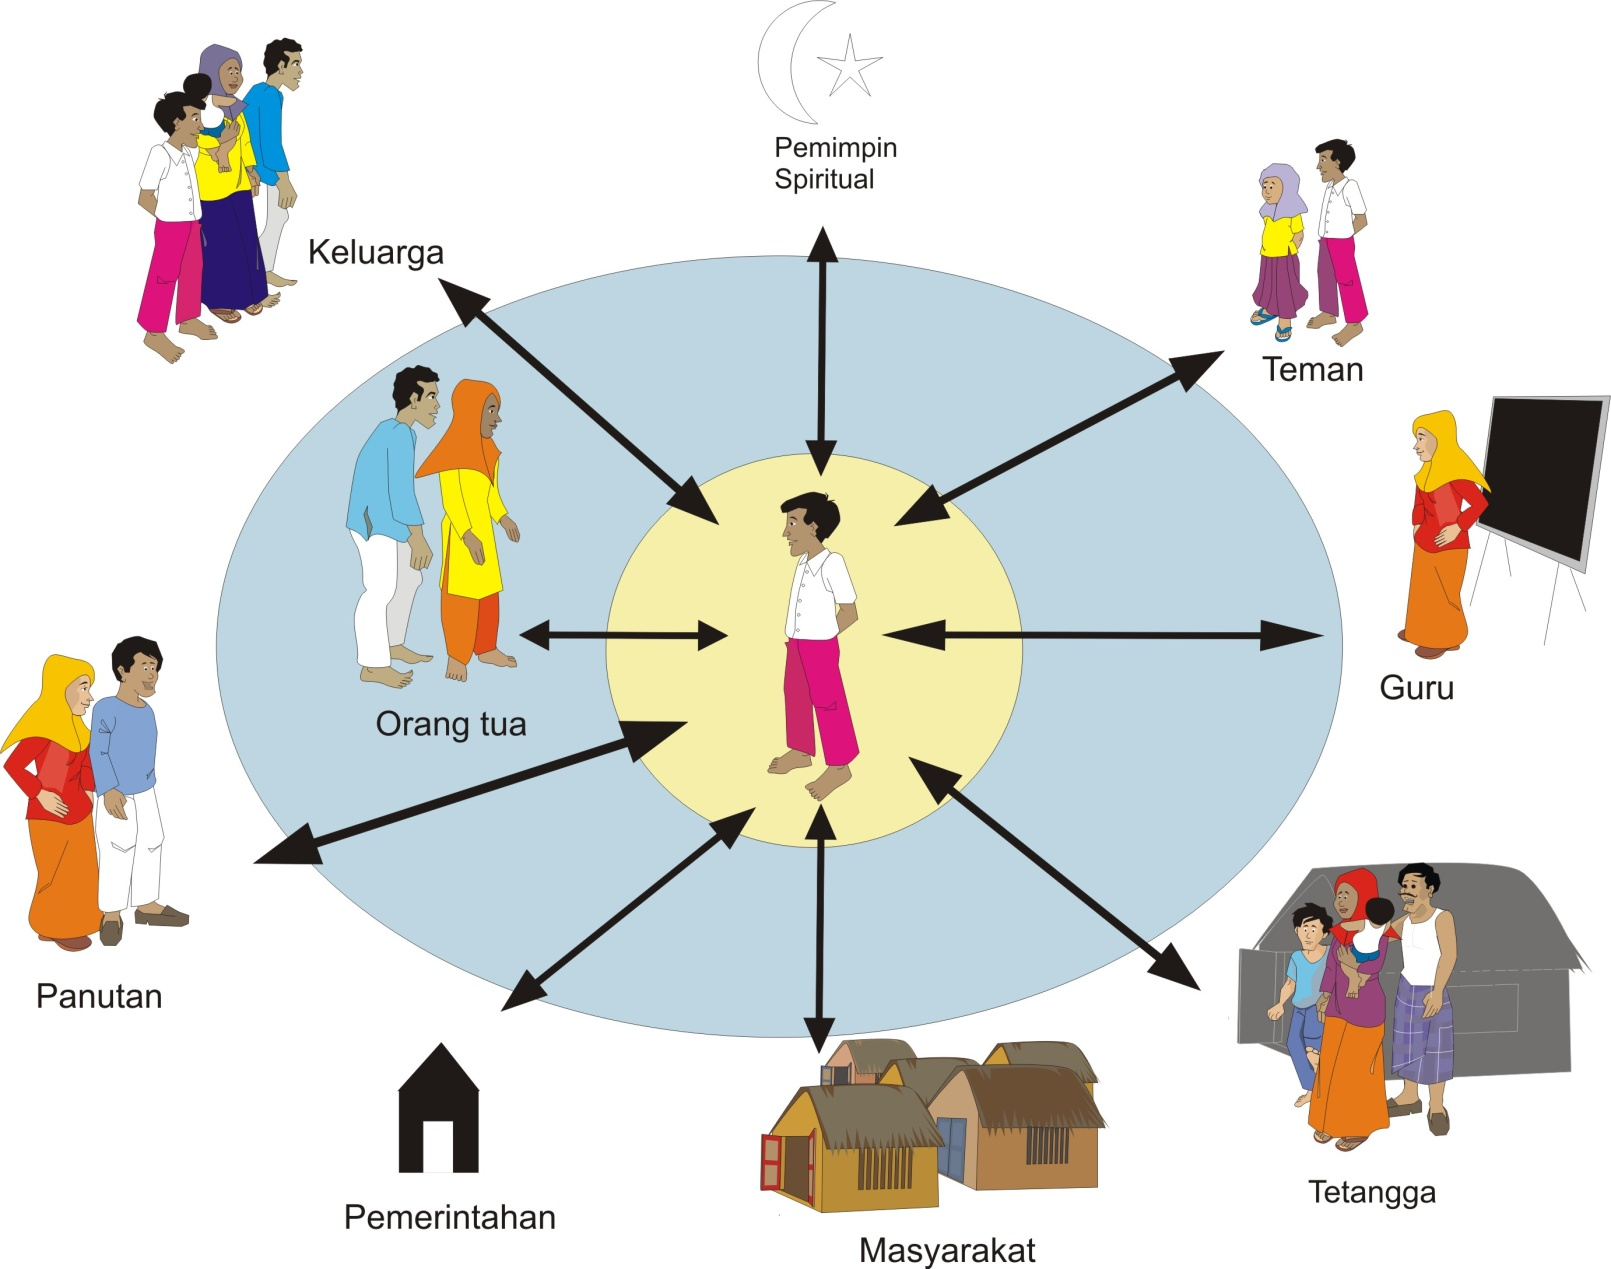 Pemimpin
Spiritual
Keluarga
Teman
Guru
Orang tua
Panutan
Tetangga
Pemerintahan
Masyarakat